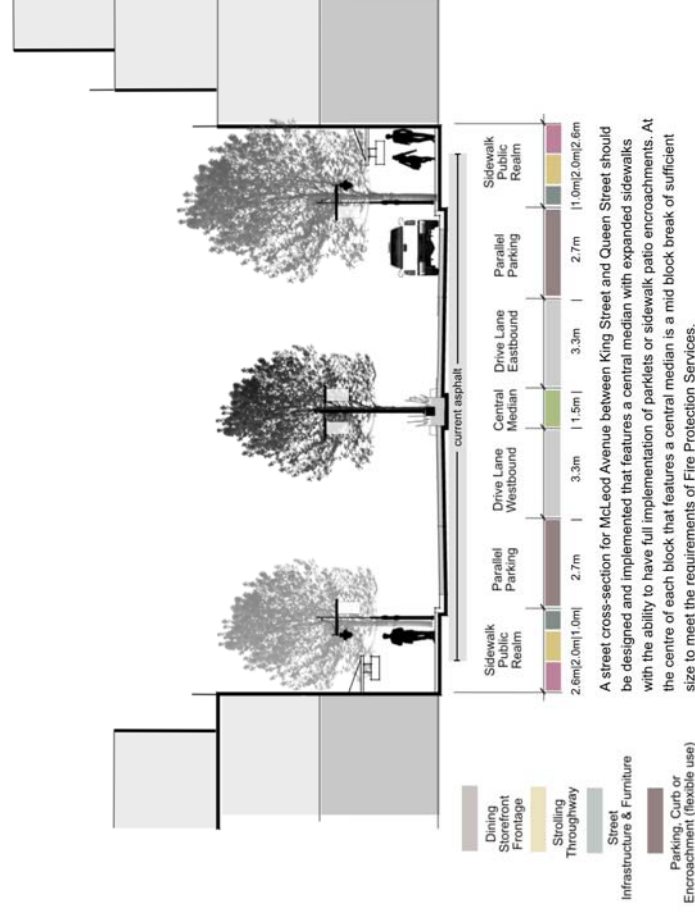 current asphalt
Sidewalk
Public
Realm
Parallel
Parking
Drive Lane
Westbound
Central
Median
Drive Lane
Eastbound
Parallel
Parking
Sidewalk
Public
Realm
2.6m|2.0m|1.0m|
2.7m |
3.3m
| 1.5m |
3.3m |
2.7m
|1.0m|2.0m|2.6m
Dining
Storefront
Frontage
Strolling
Throughway
Street
Infrastructure & Furniture
Parking, Curb or
Encroachment (flexible use)
A street cross-section for McLeod Avenue between King Street and Queen Street should
be designed and implemented that features a central median with expanded sidewalks
with the ability to have full implementation of parklets or sidewalk patio encroachments. At
the centre of each block that features a central median is a mid block break of sufficient
size to meet the requirements of Fire Protection Services.